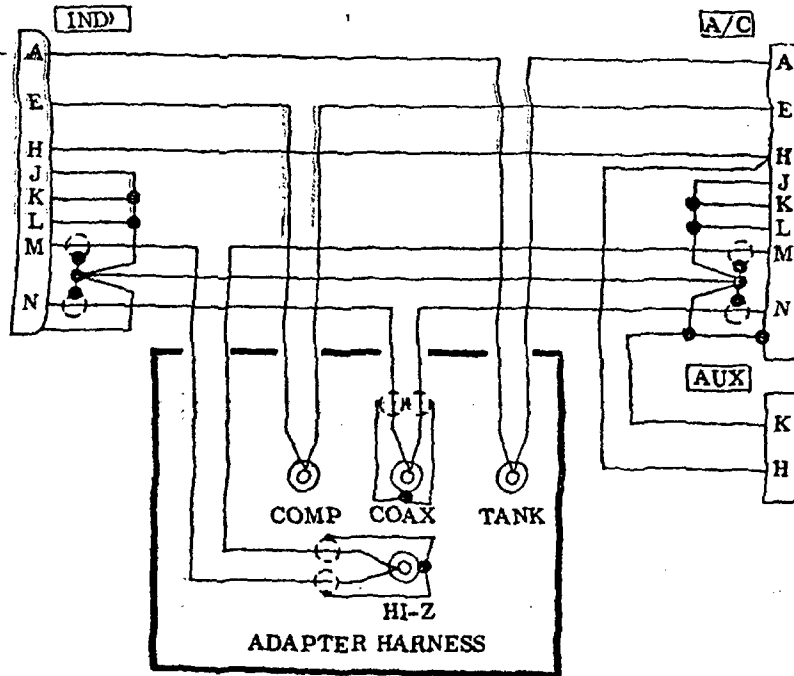 IND
A/C
A
A
E
E
H
H
J
J
K
K
L
L
M
M
N
N
AUX
K
H
COMP COAX TANK
HI-Z
ADAPTER HARNESS